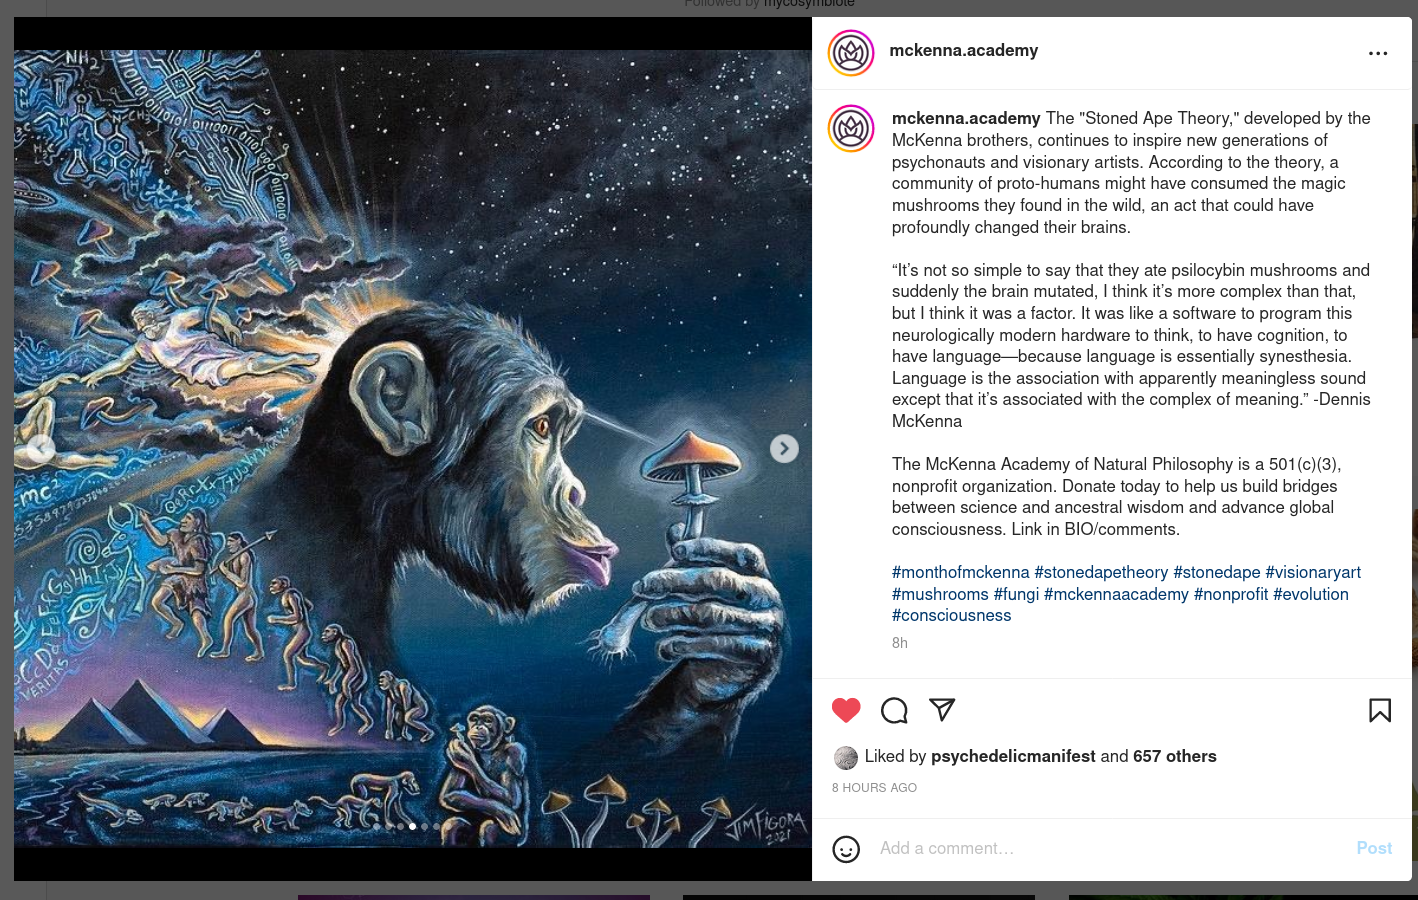 Followed by mycosymbiote
mckenna.academy
mckenna.academy The "Stoned Ape Theory," developed by the
McKenna brothers, continues to inspire new generations of
psychonauts and visionary artists. According to the theory, a
community of proto-humans might have consumed the magic
mushrooms they found in the wild, an act that could have
profoundly changed their brains.
“It’s not so simple to say that they ate psilocybin mushrooms and
suddenly the brain mutated, I think it’s more complex than that,
but I think it was a factor. It was like a software to program this
neurologically modern hardware to think, to have cognition, to
have language—because language is essentially synesthesia.
Language is the association with apparently meaningless sound
except that it’s associated with the complex of meaning.” -Dennis
McKenna
The McKenna Academy of Natural Philosophy is a 501(c)(3),
nonprofit organization. Donate today to help us build bridges
between science and ancestral wisdom and advance global
consciousness. Link in BIO/comments.
#monthofmckenna #stonedapetheory #stonedape #visionaryart
#mushrooms #fungi #mckennaacademy #nonprofit #evolution
#consciousness
8h
Liked by psychedelicmanifest and 657 others
8 HOURS AGO
Add a comment…
Post
NH2
mc2
VERITAS
JIM FIGORA
2021